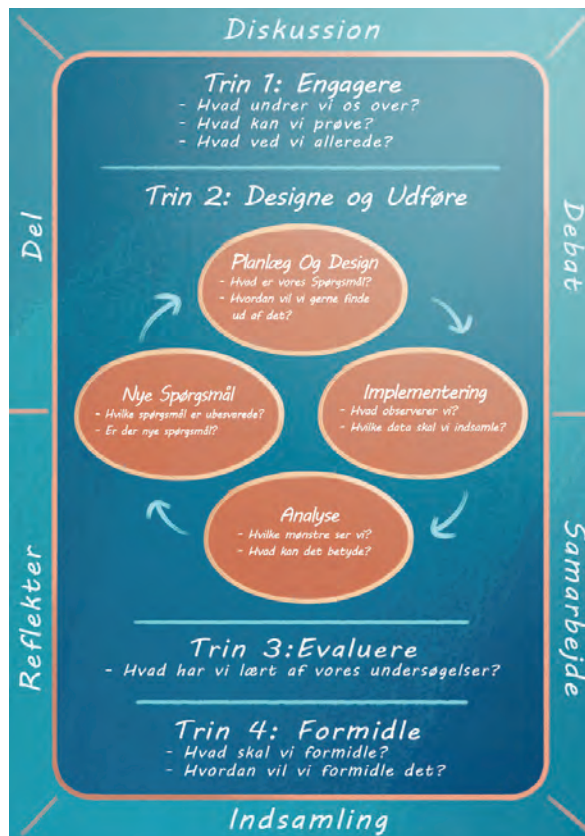 Diskussion
Trin 1: Engagere
- Hvad undrer vi os over?
- Hvad kan vi prøve?
- Hvad ved vi allerede?
Trin 2: Designe og Udføre
Del
Debat
Planlæg Og Design
- Hvad er vores Spørgsmål?
- Hvordan vil vi gerne finde
ud af det?
Nye Spørgsmål
- Hvilke spørgsmål er ubesvarede?
- Er der nye spørgsmål?
Implementering
- Hvad observerer vi?
- Hvilke data skal vi indsamle?
Analyse
- Hvilke mønstre ser vi?
- Hvad kan det betyde?
Reflekter
Samarbejde
Trin 3:Evaluere
- Hvad har vi lært af vores undersøgelser?
Trin 4: Formidle
- Hvad skal vi formidle?
- Hvordan vil vi formidle det?
Indsamling